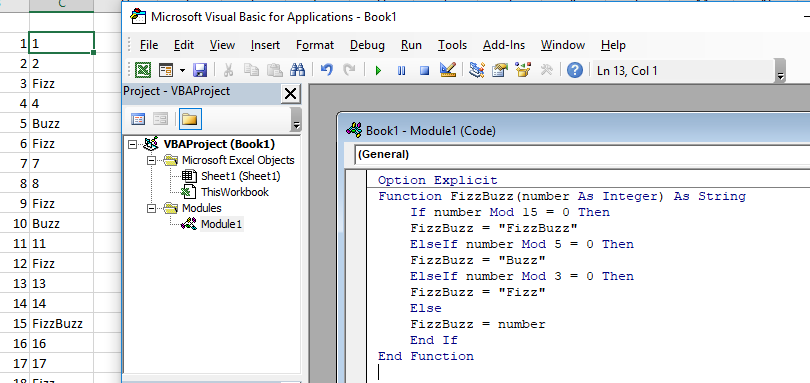 C
Microsoft Visual Basic for Applications - Book1
File Edit View Insert Format Debug Run Tools Add-Ins Window Help
Ln 13, Col 1
Project - VBAProject
VBAProject (Book1)
Microsoft Excel Objects
Sheet1 (Sheet1)
ThisWorkbook
Modules
Module1
Book1 - Module1 (Code)
(General)
Option Explicit
Function FizzBuzz(number As Integer) As String
If number Mod 15 = 0 Then
FizzBuzz = "FizzBuzz"
ElseIf number Mod 5 = 0 Then
FizzBuzz = "Buzz"
ElseIf number Mod 3 = 0 Then
FizzBuzz = "Fizz"
Else
FizzBuzz = number
End If
End Function
1 1
2 2
3 Fizz
4 4
5 Buzz
6 Fizz
7 7
8 8
9 Fizz
10 Buzz
11 11
12 Fizz
13 13
14 14
15 FizzBuzz
16 16
17 17
18 Fizz